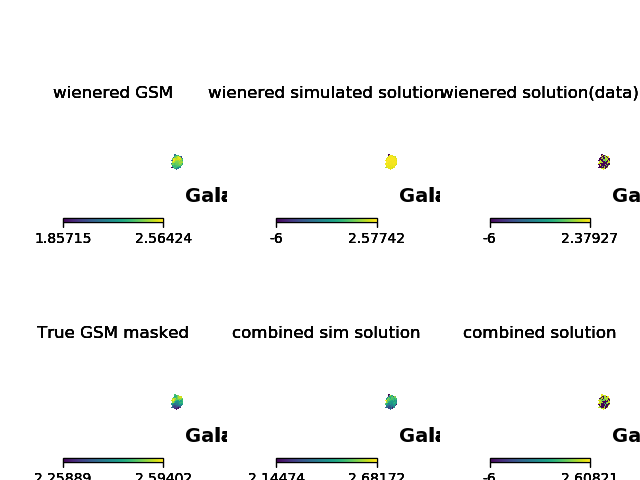 wienered GSM wienered simulated solution wienered solution(data)
Gala Gala Ga
1.85715 2.56424 -6 2.57742 -6 2.37927
True GSM masked combined sim solution combined solution
Gala Gala Ga
2.25889 2.59402 2.14474 2.68172 -6 2.60821